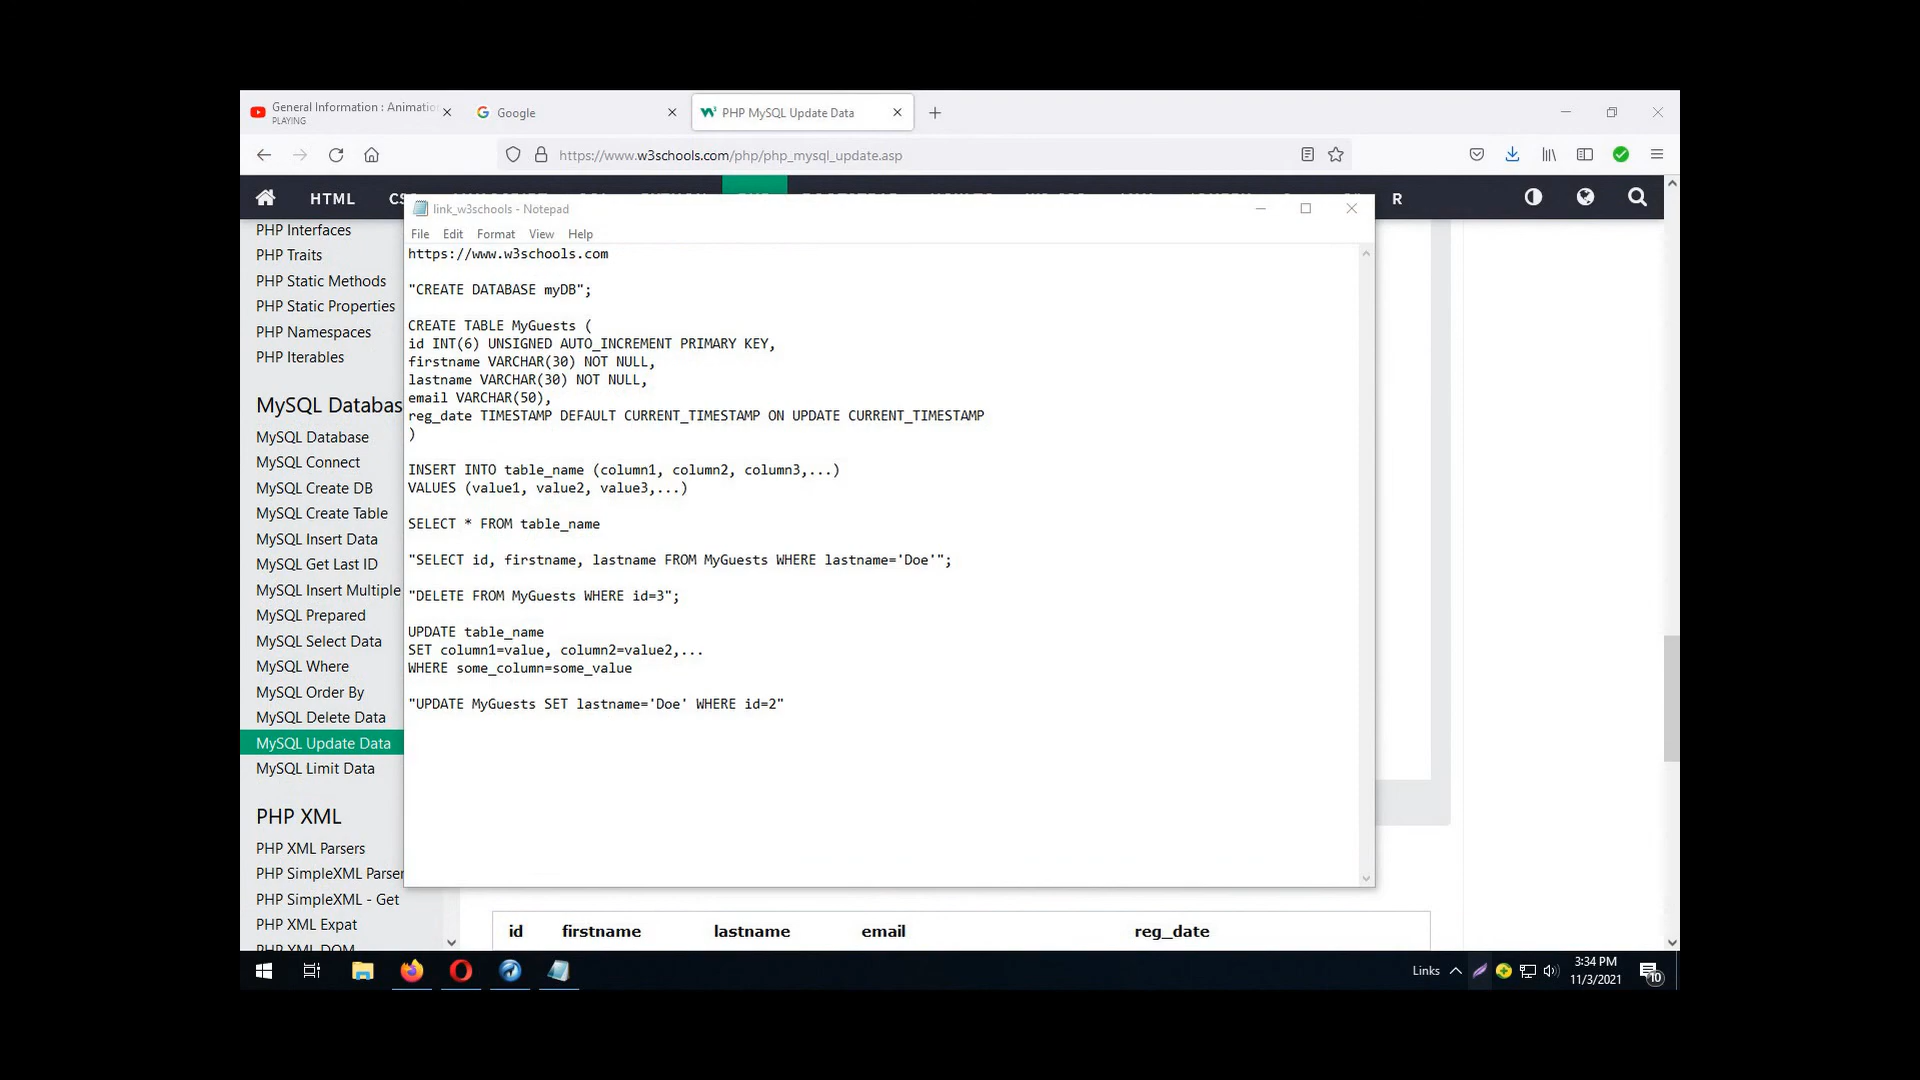 General Information : Animatio
PLAYING
Google
PHP MySQL Update Data
https://www.w3schools.com/php/php_mysql_update.asp
HTML
CS
R
link_w3schools - Notepad
File Edit Format View Help
https://www.w3schools.com
"CREATE DATABASE myDB";
CREATE TABLE MyGuests (
id INT(6) UNSIGNED AUTO_INCREMENT PRIMARY KEY,
firstname VARCHAR(30) NOT NULL,
lastname VARCHAR(30) NOT NULL,
email VARCHAR(50),
reg_date TIMESTAMP DEFAULT CURRENT_TIMESTAMP ON UPDATE CURRENT_TIMESTAMP
)
INSERT INTO table_name (column1, column2, column3,...)
VALUES (value1, value2, value3,...)
SELECT * FROM table_name
"SELECT id, firstname, lastname FROM MyGuests WHERE lastname='Doe'";
"DELETE FROM MyGuests WHERE id=3";
UPDATE table_name
SET column1=value, column2=value2,...
WHERE some_column=some_value
"UPDATE MyGuests SET lastname='Doe' WHERE id=2"
PHP Interfaces
PHP Traits
PHP Static Methods
PHP Static Properties
PHP Namespaces
PHP Iterables
MySQL Databas
MySQL Database
MySQL Connect
MySQL Create DB
MySQL Create Table
MySQL Insert Data
MySQL Get Last ID
MySQL Insert Multiple
MySQL Prepared
MySQL Select Data
MySQL Where
MySQL Order By
MySQL Delete Data
MySQL Update Data
MySQL Limit Data
PHP XML
PHP XML Parsers
PHP SimpleXML Parser
PHP SimpleXML - Get
PHP XML Expat
PHP XML DOM
id firstname lastname email reg_date
Links
3:34 PM
11/3/2021
10